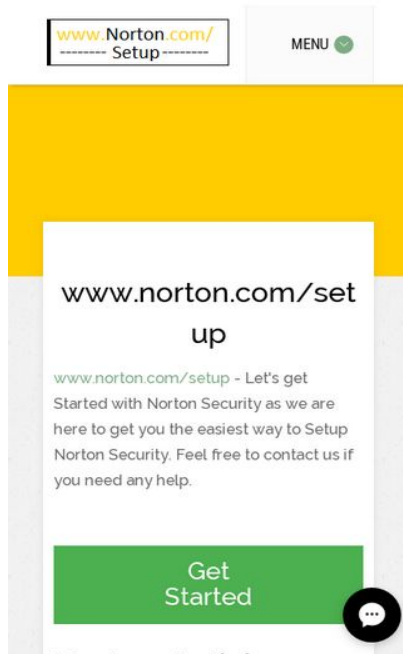 www.Norton.com/
-------- Setup --------
MENU
www.norton.com/set
up
www.norton.com/setup - Let's get
Started with Norton Security as we are
here to get you the easiest way to Setup
Norton Security. Feel free to contact us if
you need any help.
Get
Started